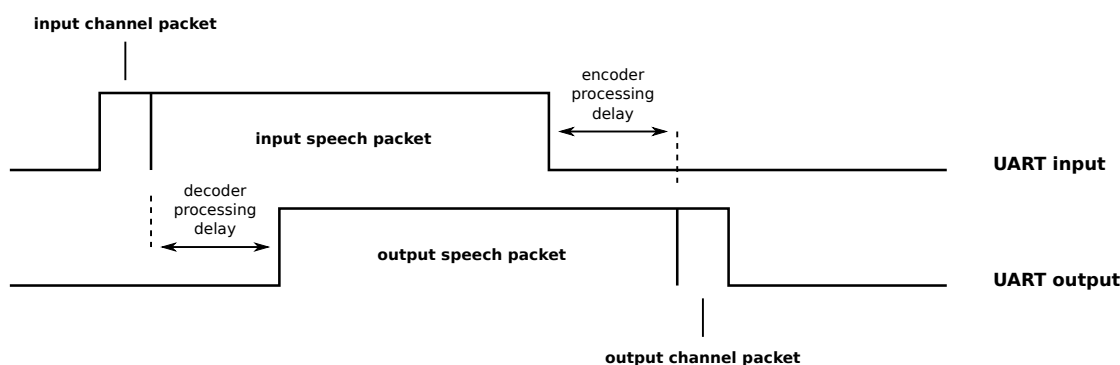 input channel packet
encoder
processing
delay
input speech packet
UART input
decoder
processing
delay
output speech packet
UART output
output channel packet